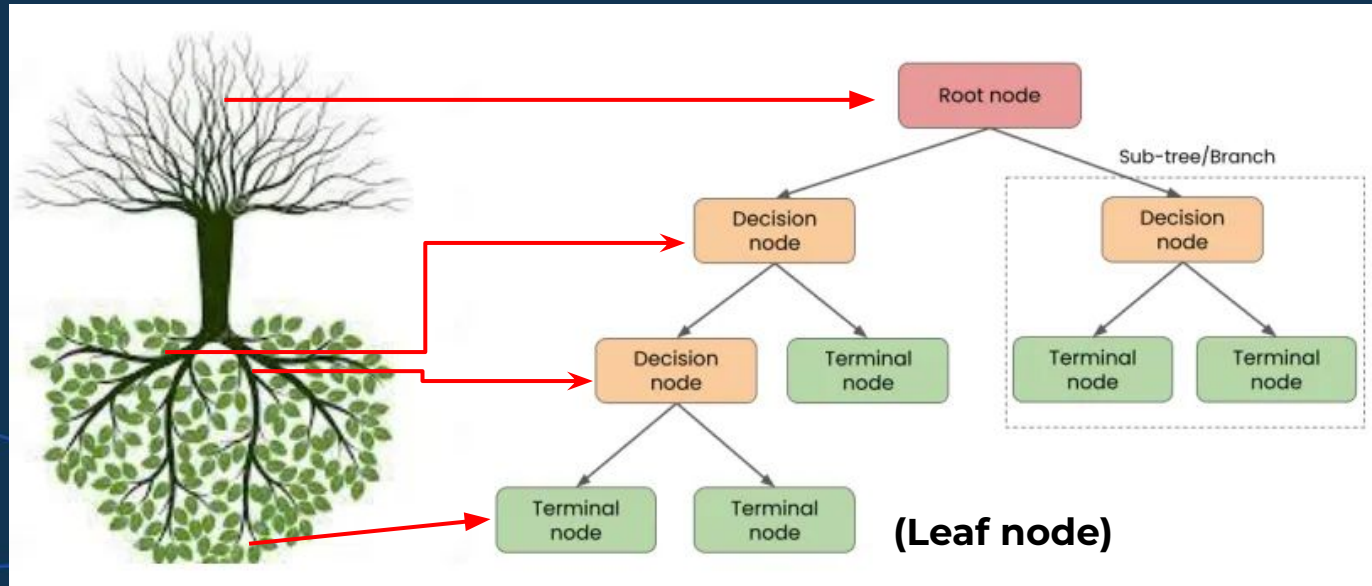 Root node
Sub-tree/Branch
Decision
node
Decision
node
Decision
node
Terminal
node
Terminal
node
Terminal
node
Terminal
node
Terminal
node
(Leaf node)